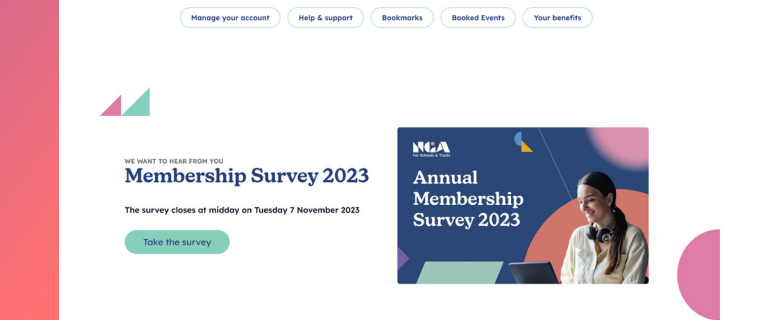 Manage your account
Help & support
Bookmarks
Booked Events
Your benefits
WE WANT TO HEAR FROM YOU
Membership Survey 2023
The survey closes at midday on Tuesday 7 November 2023
Take the survey
NGA
For Schools & Trusts
Annual
Membership
Survey 2023